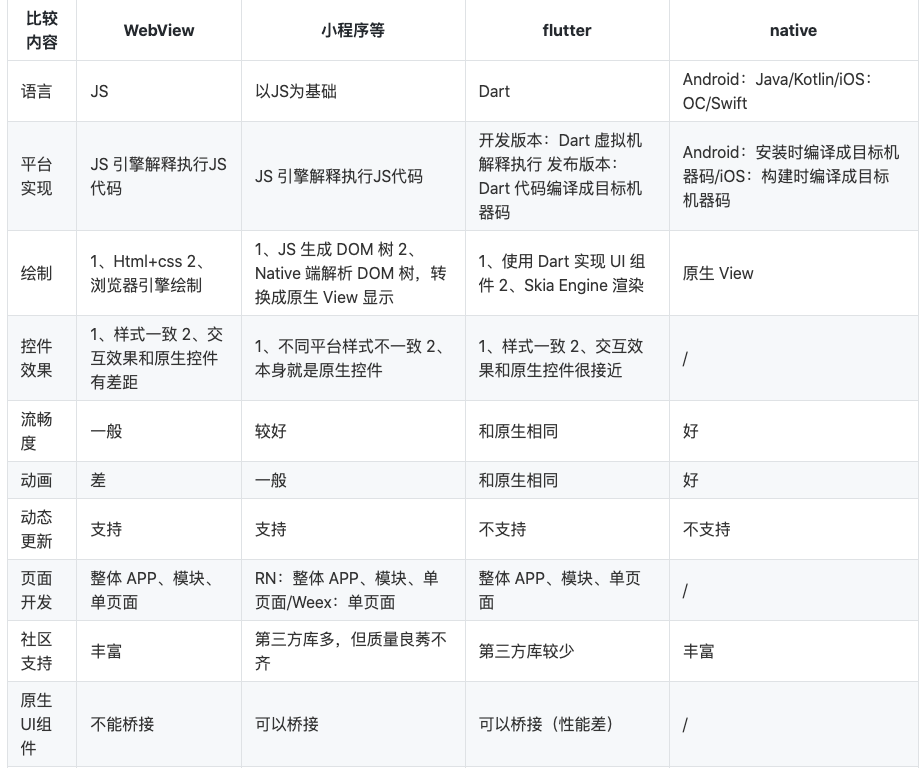 比较
内容
WebView
小程序等
flutter
native
语言
JS
以JS为基础
Dart
Android：Java/Kotlin/iOS：
OC/Swift
平台
实现
JS 引擎解释执行JS
代码
JS 引擎解释执行JS代码
开发版本：Dart 虚拟机
解释执行 发布版本：
Dart 代码编译成目标机
器码
Android：安装时编译成目标机
器码/iOS：构建时编译成目标
机器码
绘制
1、Html+css 2、
浏览器引擎绘制
1、JS 生成 DOM 树 2、
Native 端解析 DOM 树，转
换成原生 View 显示
1、使用 Dart 实现 UI 组
件 2、Skia Engine 渲染
原生 View
控件
效果
1、样式一致 2、交
互效果和原生控件
有差距
1、不同平台样式不一致 2、
本身就是原生控件
1、样式一致 2、交互效
果和原生控件很接近
/
流畅
度
一般
较好
和原生相同
好
动画
差
一般
和原生相同
好
动态
更新
支持
支持
不支持
不支持
页面
开发
整体 APP、模块、
单页面
RN：整体 APP、模块、单
页面/Weex：单页面
整体 APP、模块、单页
面
/
社区
支持
丰富
第三方库多，但质量良莠不
齐
第三方库较少
丰富
原生
UI组
件
不能桥接
可以桥接
可以桥接（性能差）
/